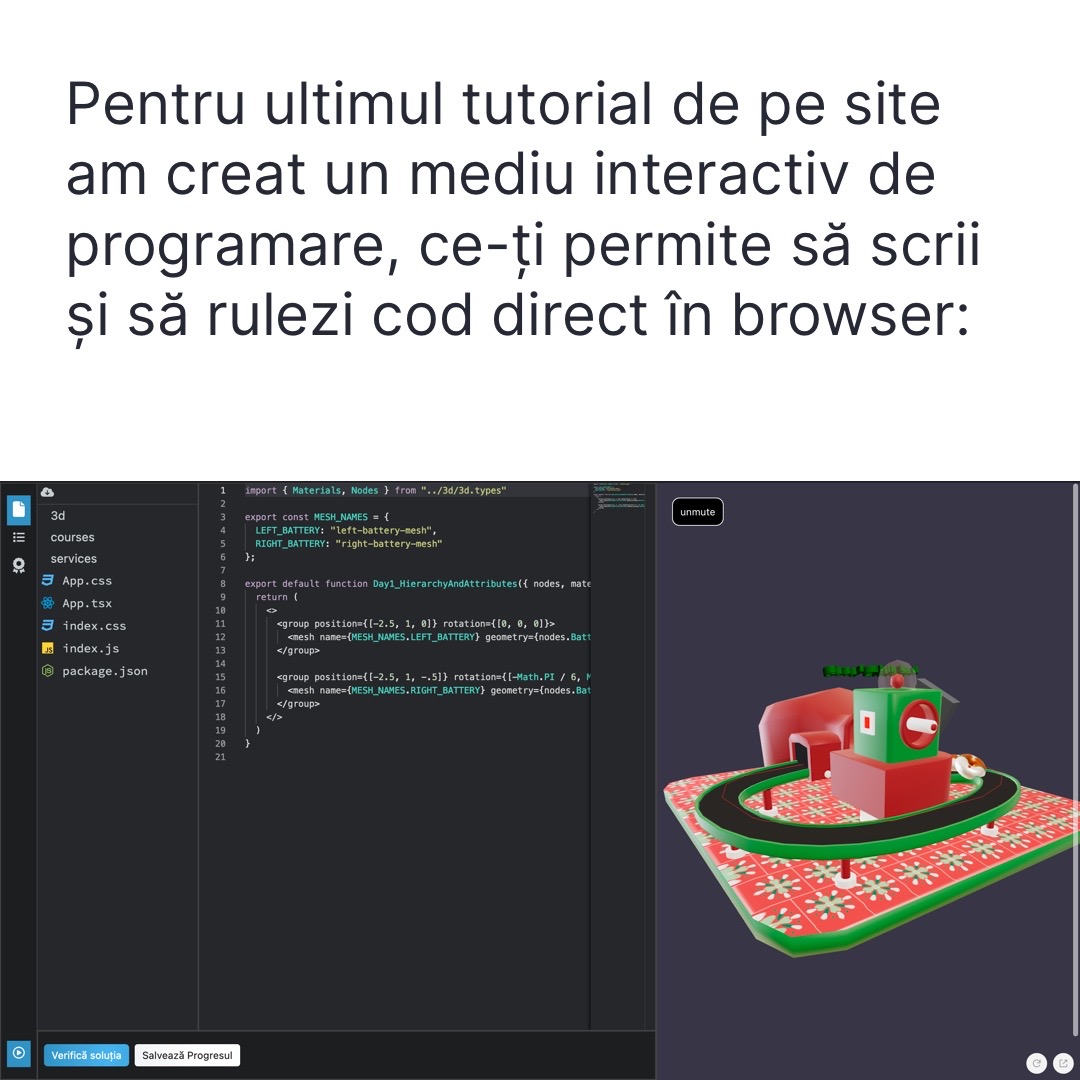 Pentru ultimul tutorial de pe site
am creat un mediu interactiv de
programare, ce-ți permite să scrii
și să rulezi cod direct în browser:
3d
courses
services
App.css
App.tsx
index.css
index.js
package.json
1 import { Materials, Nodes } from "../3d/3d.types"
2
3 export const MESH_NAMES = {
4 LEFT_BATTERY: "left-battery-mesh",
5 RIGHT_BATTERY: "right-battery-mesh"
6 };
7
8 export default function Day1_HierarchyAndAttributes({ nodes, mate
9 return (
10 <>
11 <group position={[-2.5, 1, 0]} rotation={[0, 0, 0]}>
12 <mesh name={MESH_NAMES.LEFT_BATTERY} geometry={nodes.Batt
13 </group>
14
15 <group position={[-2.5, 1, -.5]} rotation={[-Math.PI / 6, M
16 <mesh name={MESH_NAMES.RIGHT_BATTERY} geometry={nodes.Bat
17 </group>
18 </>
19 )
20 }
21
unmute
Verifică soluția
Salvează Progresul